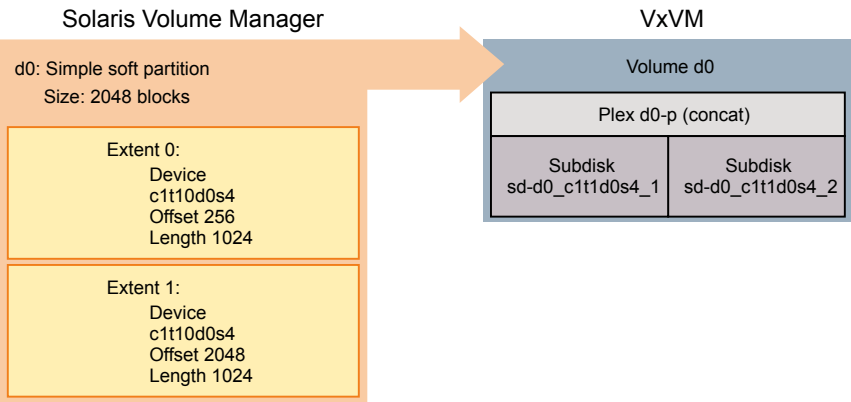 Solaris Volume Manager
d0: Simple soft partition
Size: 2048 blocks
Extent 0:
Device
c1t10d0s4
Offset 256
Length 1024
Extent 1:
Device
c1t10d0s4
Offset 2048
Length 1024
VxVM
Volume d0
Plex d0-p (concat)
Subdisk
sd-d0_c1t1d0s4_1
Subdisk
sd-d0_c1t1d0s4_2